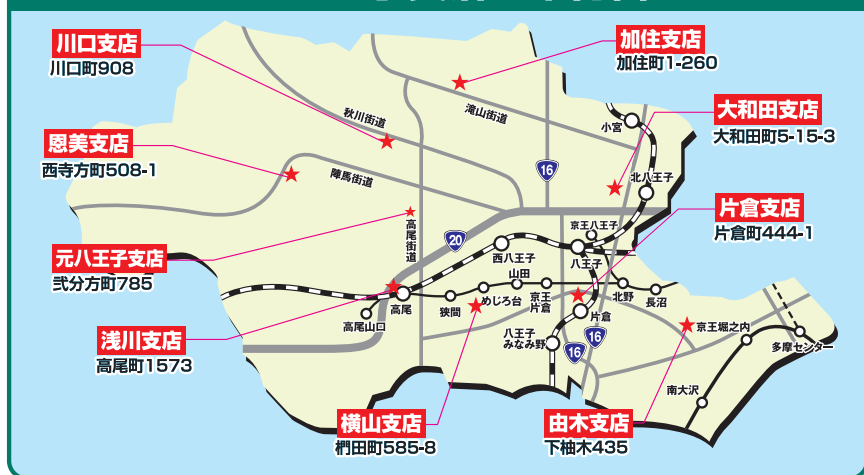 川口支店
川口町908
加住支店
加住町1-260
恩美支店
西寺方町508-1
大和田支店
大和田町5-15-3
片倉支店
片倉町444-1
元八王子支店
弐分方町785
浅川支店
高尾町1573
横山支店
椚田町585-8
由木支店
下柚木435
秋川街道
滝山街道
陣馬街道
高尾街道
16
20
16
16
小宮
北八王子
京王八王子
八王子
西八王子
山田
めじろ台
京王
片倉
狭間
高尾
高尾山口
片倉
八王子
みなみ野
北野
長沼
京王堀之内
南大沢
多摩センター